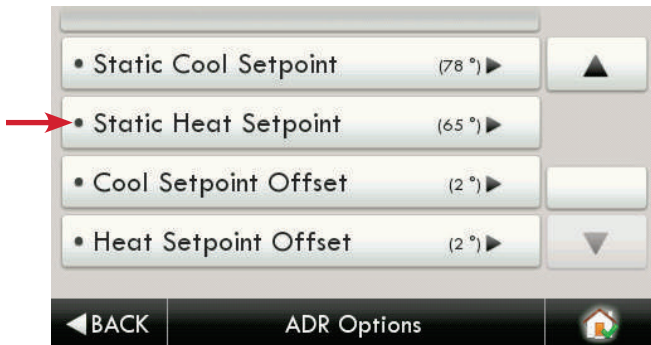 • Static Cool Setpoint (78 °) ▶
• Static Heat Setpoint (65 °) ▶
• Cool Setpoint Offset (2 °) ▶
• Heat Setpoint Offset (2 °) ▶
◀BACK ADR Options